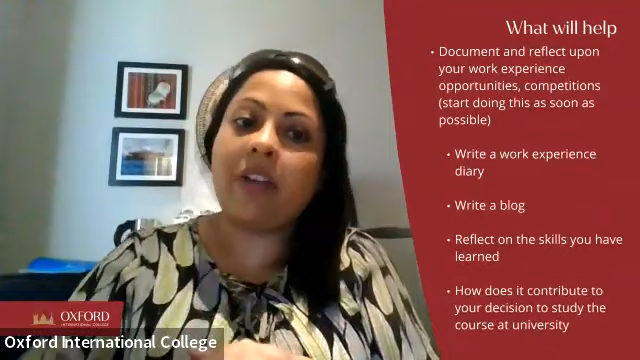 What will help
• Document and reflect upon
your work experience
opportunities, competitions
(start doing this as soon as
possible)
• Write a work experience
diary
• Write a blog
• Reflect on the skills you have
learned
• How does it contribute to
your decision to study the
course at university
OXFORD
INTERNATIONAL COLLEGE
Oxford International College